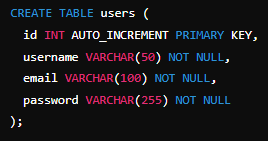 CREATE TABLE users (
  id INT AUTO_INCREMENT PRIMARY KEY,
  username VARCHAR(50) NOT NULL,
  email VARCHAR(100) NOT NULL,
  password VARCHAR(255) NOT NULL
);